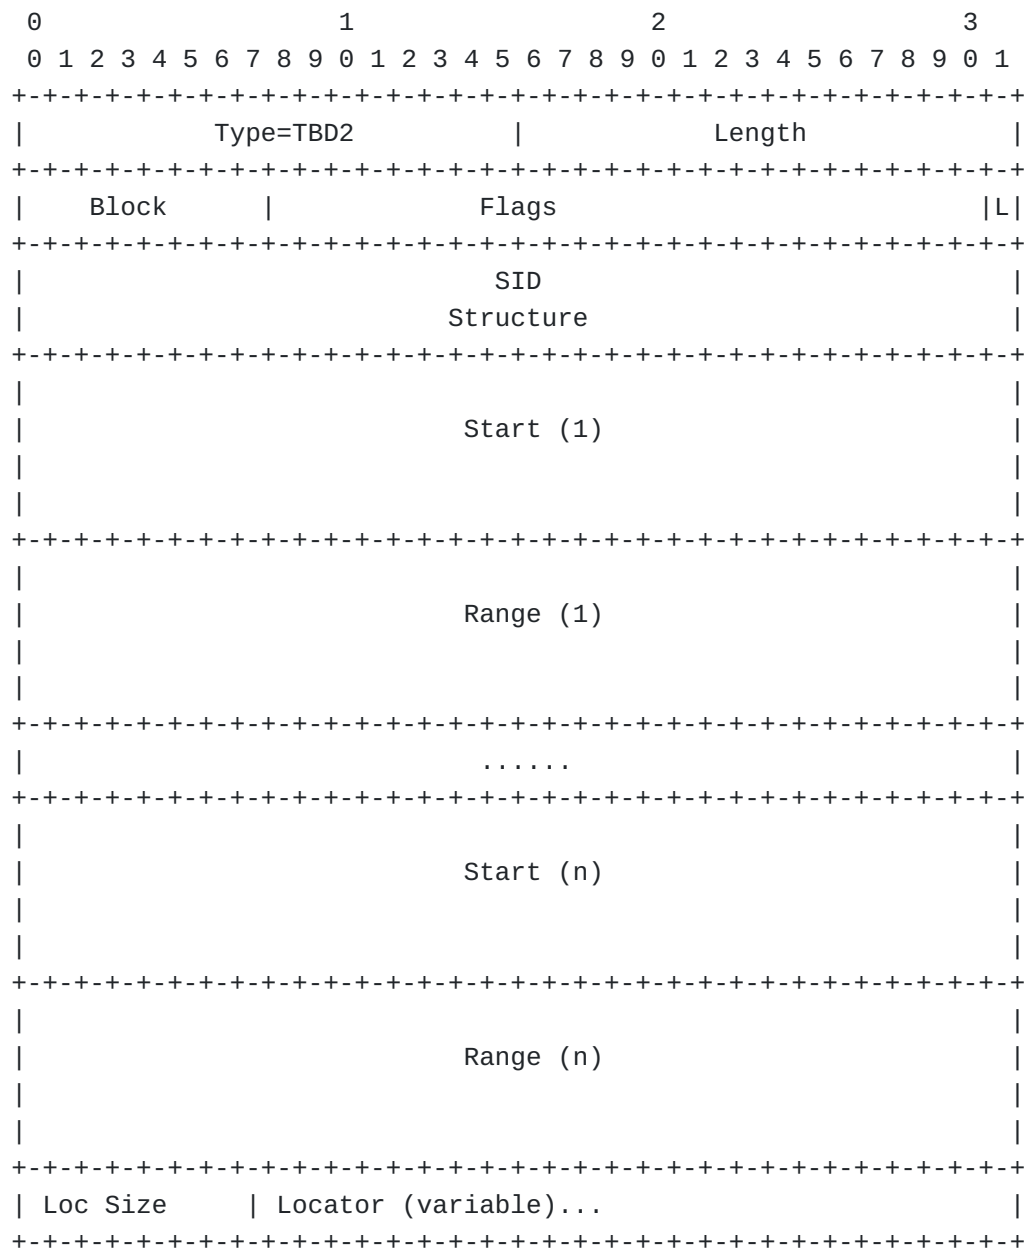 0                   1                   2                   3
 0 1 2 3 4 5 6 7 8 9 0 1 2 3 4 5 6 7 8 9 0 1 2 3 4 5 6 7 8 9 0 1
+-+-+-+-+-+-+-+-+-+-+-+-+-+-+-+-+-+-+-+-+-+-+-+-+-+-+-+-+-+-+-+-+
|            Type=TBD2          |            Length             |
+-+-+-+-+-+-+-+-+-+-+-+-+-+-+-+-+-+-+-+-+-+-+-+-+-+-+-+-+-+-+-+-+
|    Block      |             Flags                           |L|
+-+-+-+-+-+-+-+-+-+-+-+-+-+-+-+-+-+-+-+-+-+-+-+-+-+-+-+-+-+-+-+-+
|                              SID                              |
|                           Structure                           |
+-+-+-+-+-+-+-+-+-+-+-+-+-+-+-+-+-+-+-+-+-+-+-+-+-+-+-+-+-+-+-+-+
|                                                               |
|                            Start (1)                          |
|                                                               |
|                                                               |
+-+-+-+-+-+-+-+-+-+-+-+-+-+-+-+-+-+-+-+-+-+-+-+-+-+-+-+-+-+-+-+-+
|                                                               |
|                            Range (1)                          |
|                                                               |
|                                                               |
+-+-+-+-+-+-+-+-+-+-+-+-+-+-+-+-+-+-+-+-+-+-+-+-+-+-+-+-+-+-+-+-+
|                             ......                            |
+-+-+-+-+-+-+-+-+-+-+-+-+-+-+-+-+-+-+-+-+-+-+-+-+-+-+-+-+-+-+-+-+
|                                                               |
|                            Start (n)                          |
|                                                               |
|                                                               |
+-+-+-+-+-+-+-+-+-+-+-+-+-+-+-+-+-+-+-+-+-+-+-+-+-+-+-+-+-+-+-+-+
|                                                               |
|                            Range (n)                          |
|                                                               |
|                                                               |
+-+-+-+-+-+-+-+-+-+-+-+-+-+-+-+-+-+-+-+-+-+-+-+-+-+-+-+-+-+-+-+-+
| Loc Size     | Locator (variable)...                          |
+-+-+-+-+-+-+-+-+-+-+-+-+-+-+-+-+-+-+-+-+-+-+-+-+-+-+-+-+-+-+-+-+